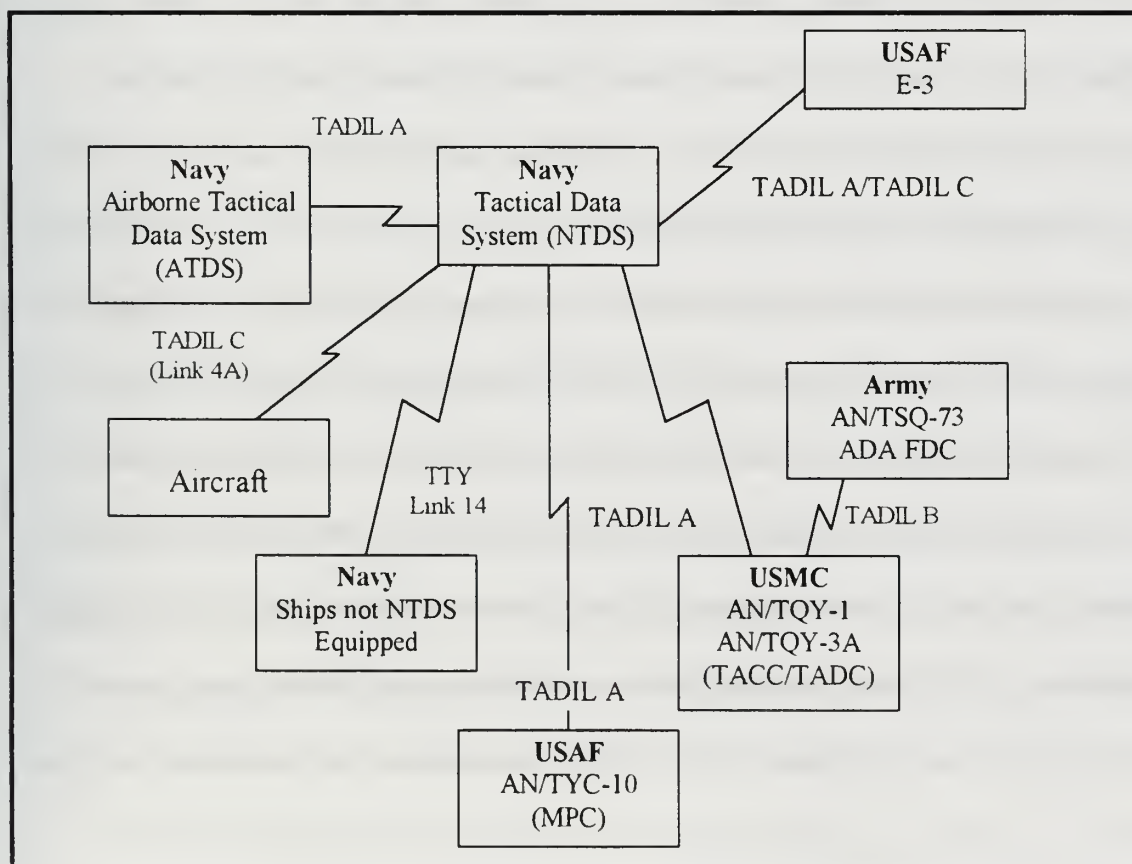 USAF
E-3
TADIL A
Navy
Airborne Tactical
Data System
(ATDS)
Navy
Tactical Data
System (NTDS)
TADIL A/TADIL C
TADIL C
(Link 4A)
Aircraft
TTY
Link 14
TADIL A
Army
AN/TSQ-73
ADA FDC
TADIL B
Navy
Ships not NTDS
Equipped
USMC
AN/TQY-1
AN/TQY-3A
(TACC/TADC)
TADIL A
USAF
AN/TYC-10
(MPC)